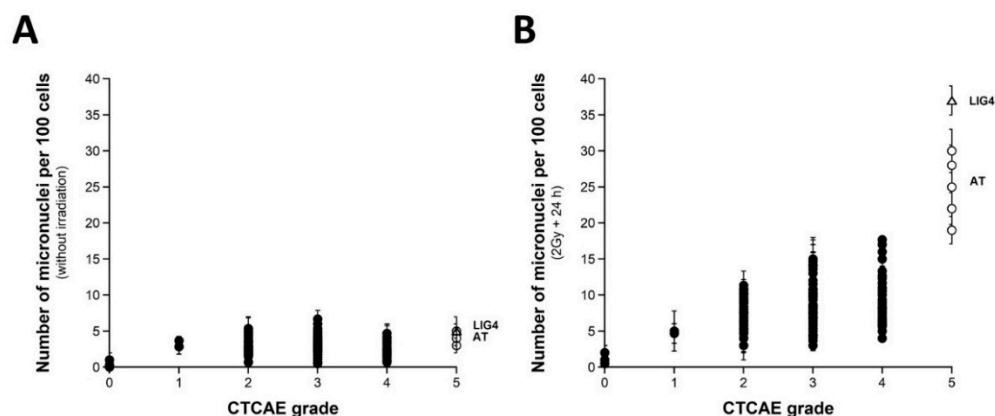 A
Number of micronuclei per 100 cells
(without irradiation)
40
35
30
25
20
15
10
5
0
0 1 2 3 4 5
CTCAE grade
LIG4
AT
B
Number of micronuclei per 100 cells
(2Gy + 24 h)
40
35
30
25
20
15
10
5
0
0 1 2 3 4 5
CTCAE grade
LIG4
AT